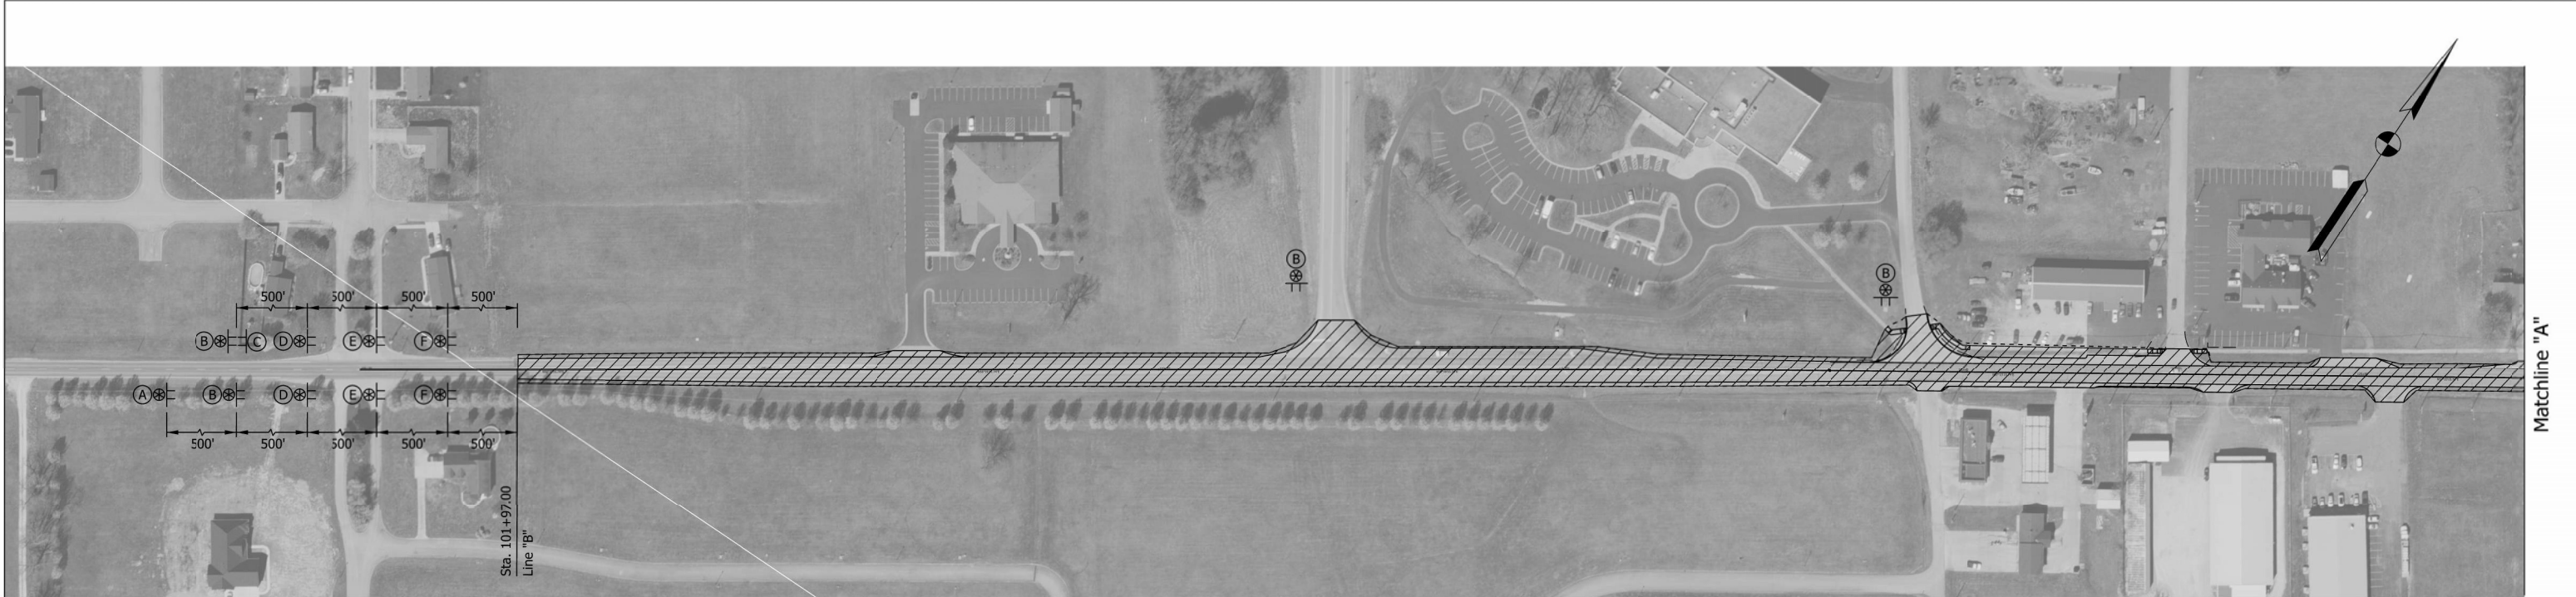 500' 500' 500' 500'
B C D E F
A B D E F
500' 500' 500' 500' 500'
Sta. 101+97.00
Line "B"
B
B
Matchline "A"